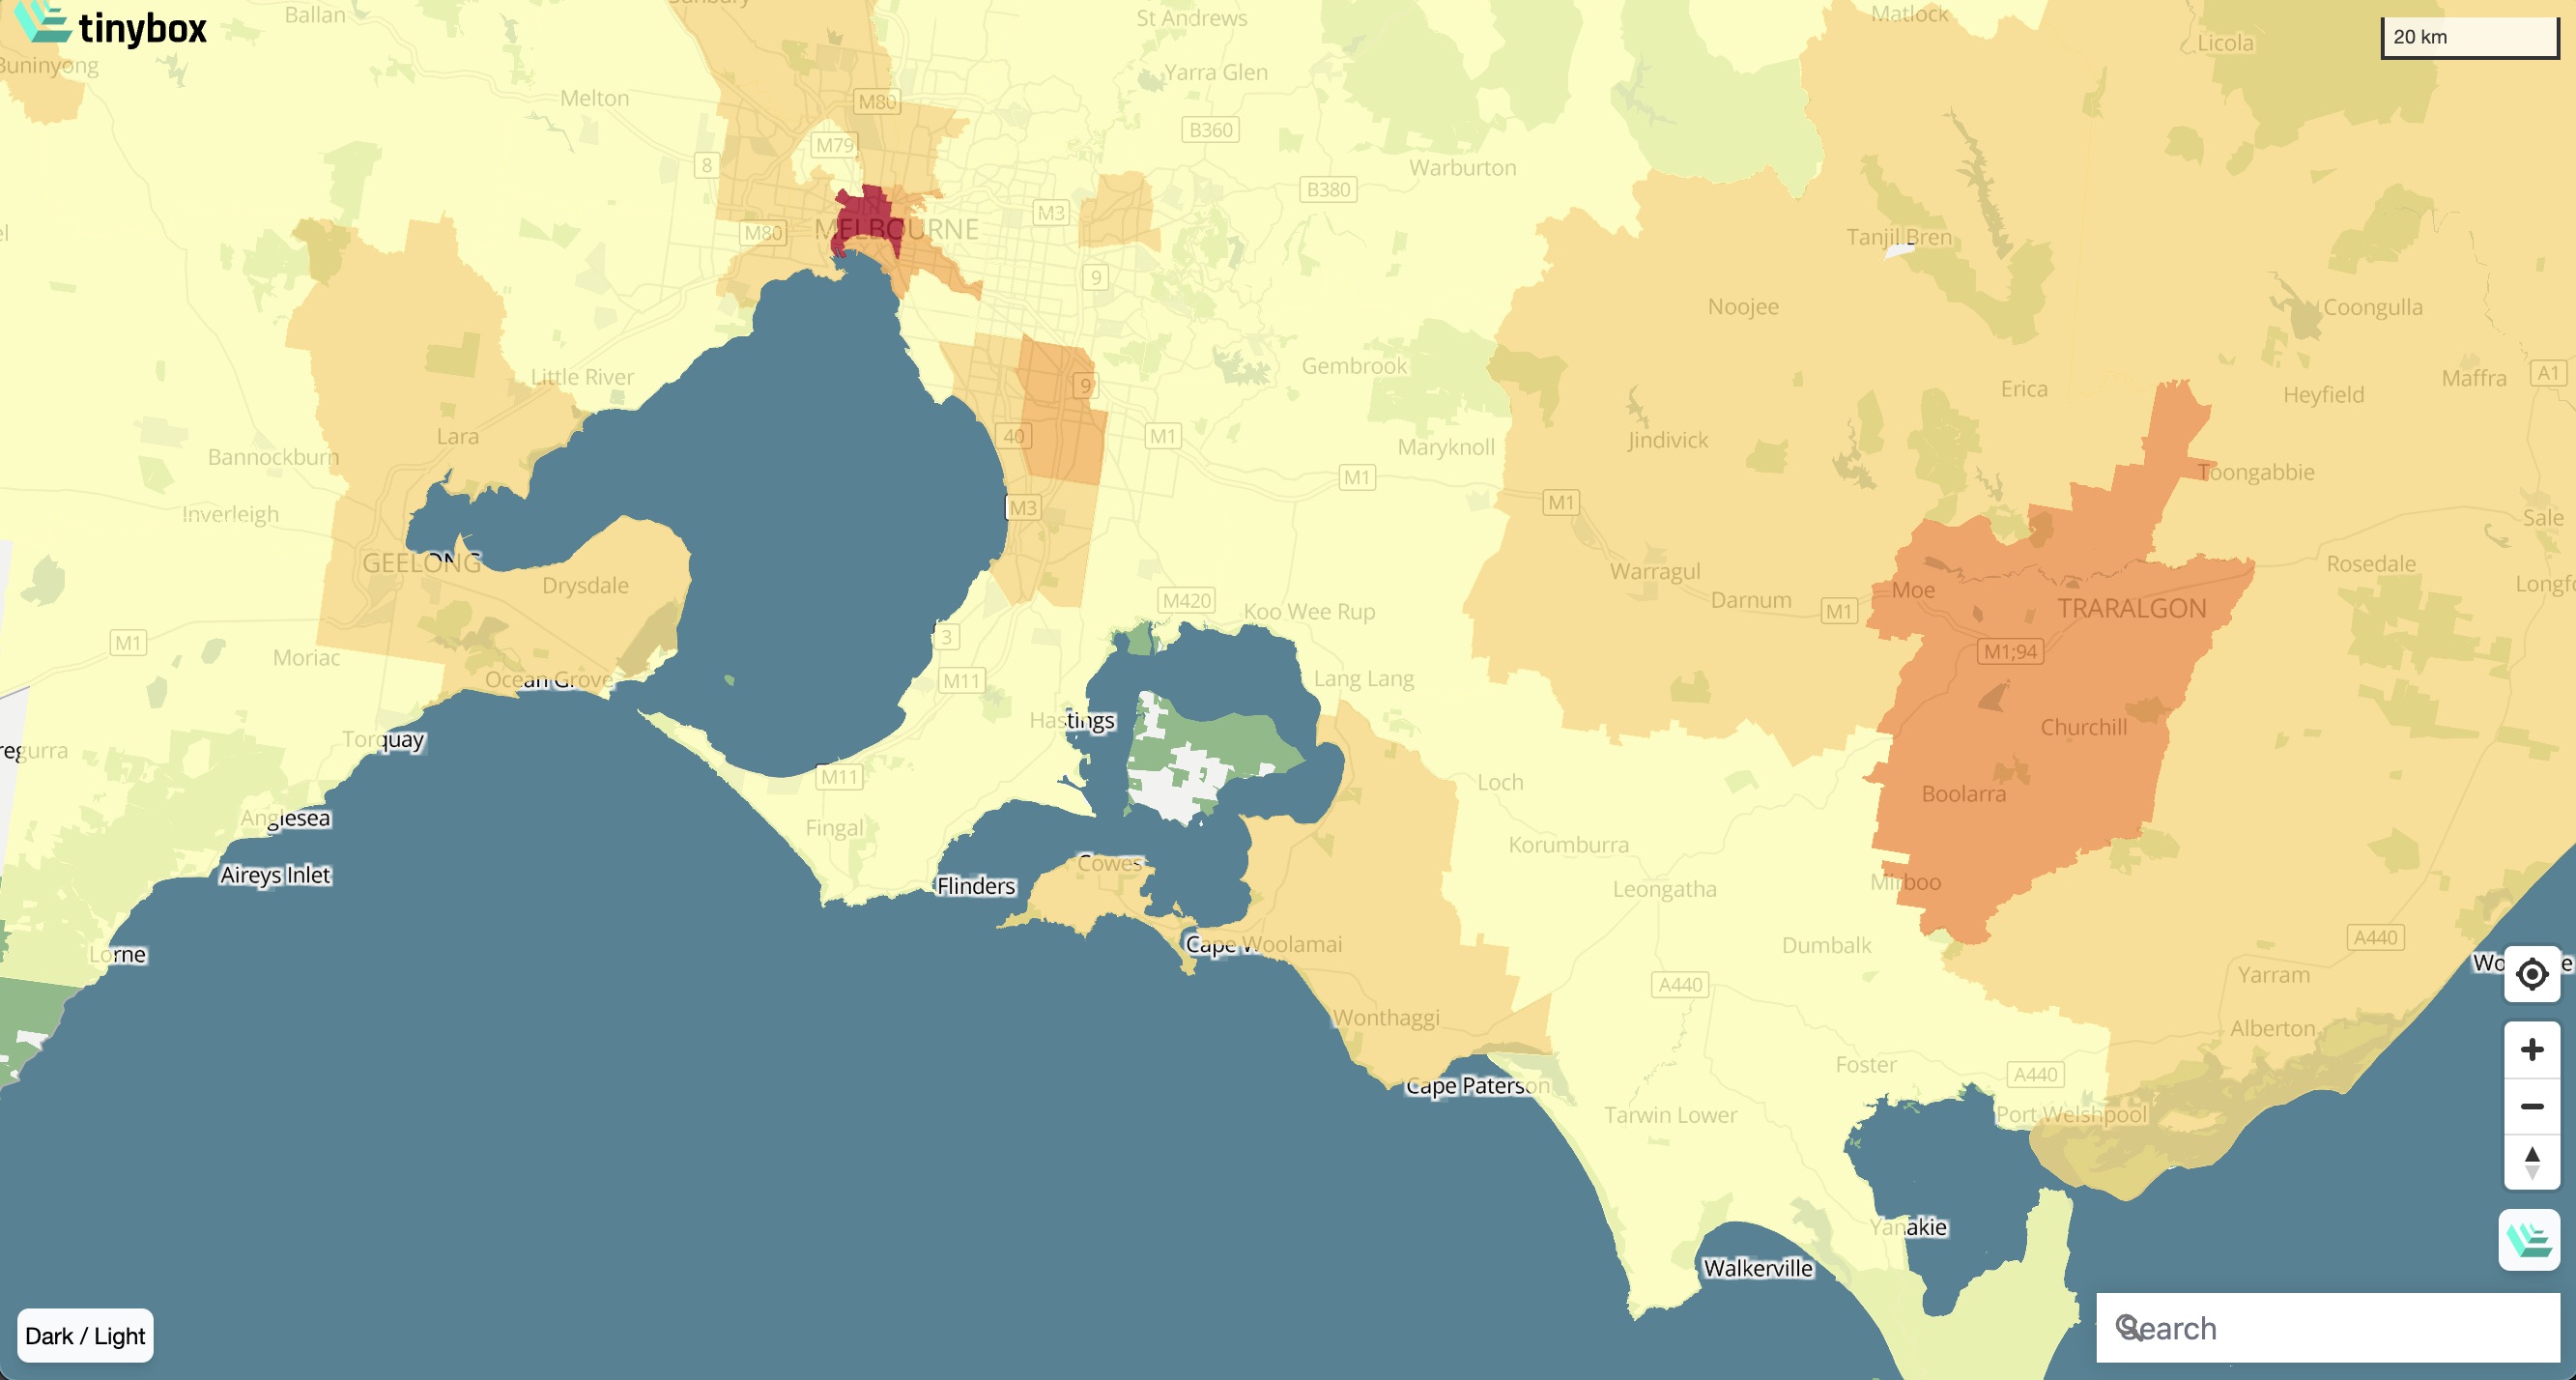 tinybox
Ballan
Sunbury
St Andrews
Matlock
20 km
Licola
Buninyong
Yarra Glen
Melton
M80
B360
M79
8
Warburton
B380
M3
M80
MELBOURNE
Tanjil Bren
9
Noojee
Coongulla
Little River
Gembrook
9
Erica
Heyfield
Maffra
A1
Lara
40
M1
Maryknoll
Jindivick
Bannockburn
M1
Toongabbie
Inverleigh
M3
M1
Sale
GEELONG
Drysdale
Warragul
Moe
Rosedale
Longf
M420
Koo Wee Rup
Darnum
M1
TRARALGON
M1
3
Moriac
M1;94
Ocean Grove
M11
Lang Lang
Hastings
Churchill
Torquay
regurra
M11
Loch
Boolarra
Anglesea
Fingal
Korumburra
Aireys Inlet
Cowes
Flinders
Leongatha
Mirboo
Lorne
Cape Woolamai
Dumbalk
A440
Wo
e
A440
Yarram
Wonthaggi
Alberton
Foster
A440
Cape Paterson
Tarwin Lower
Port Welshpool
Yanakie
Walkerville
Dark / Light
Search